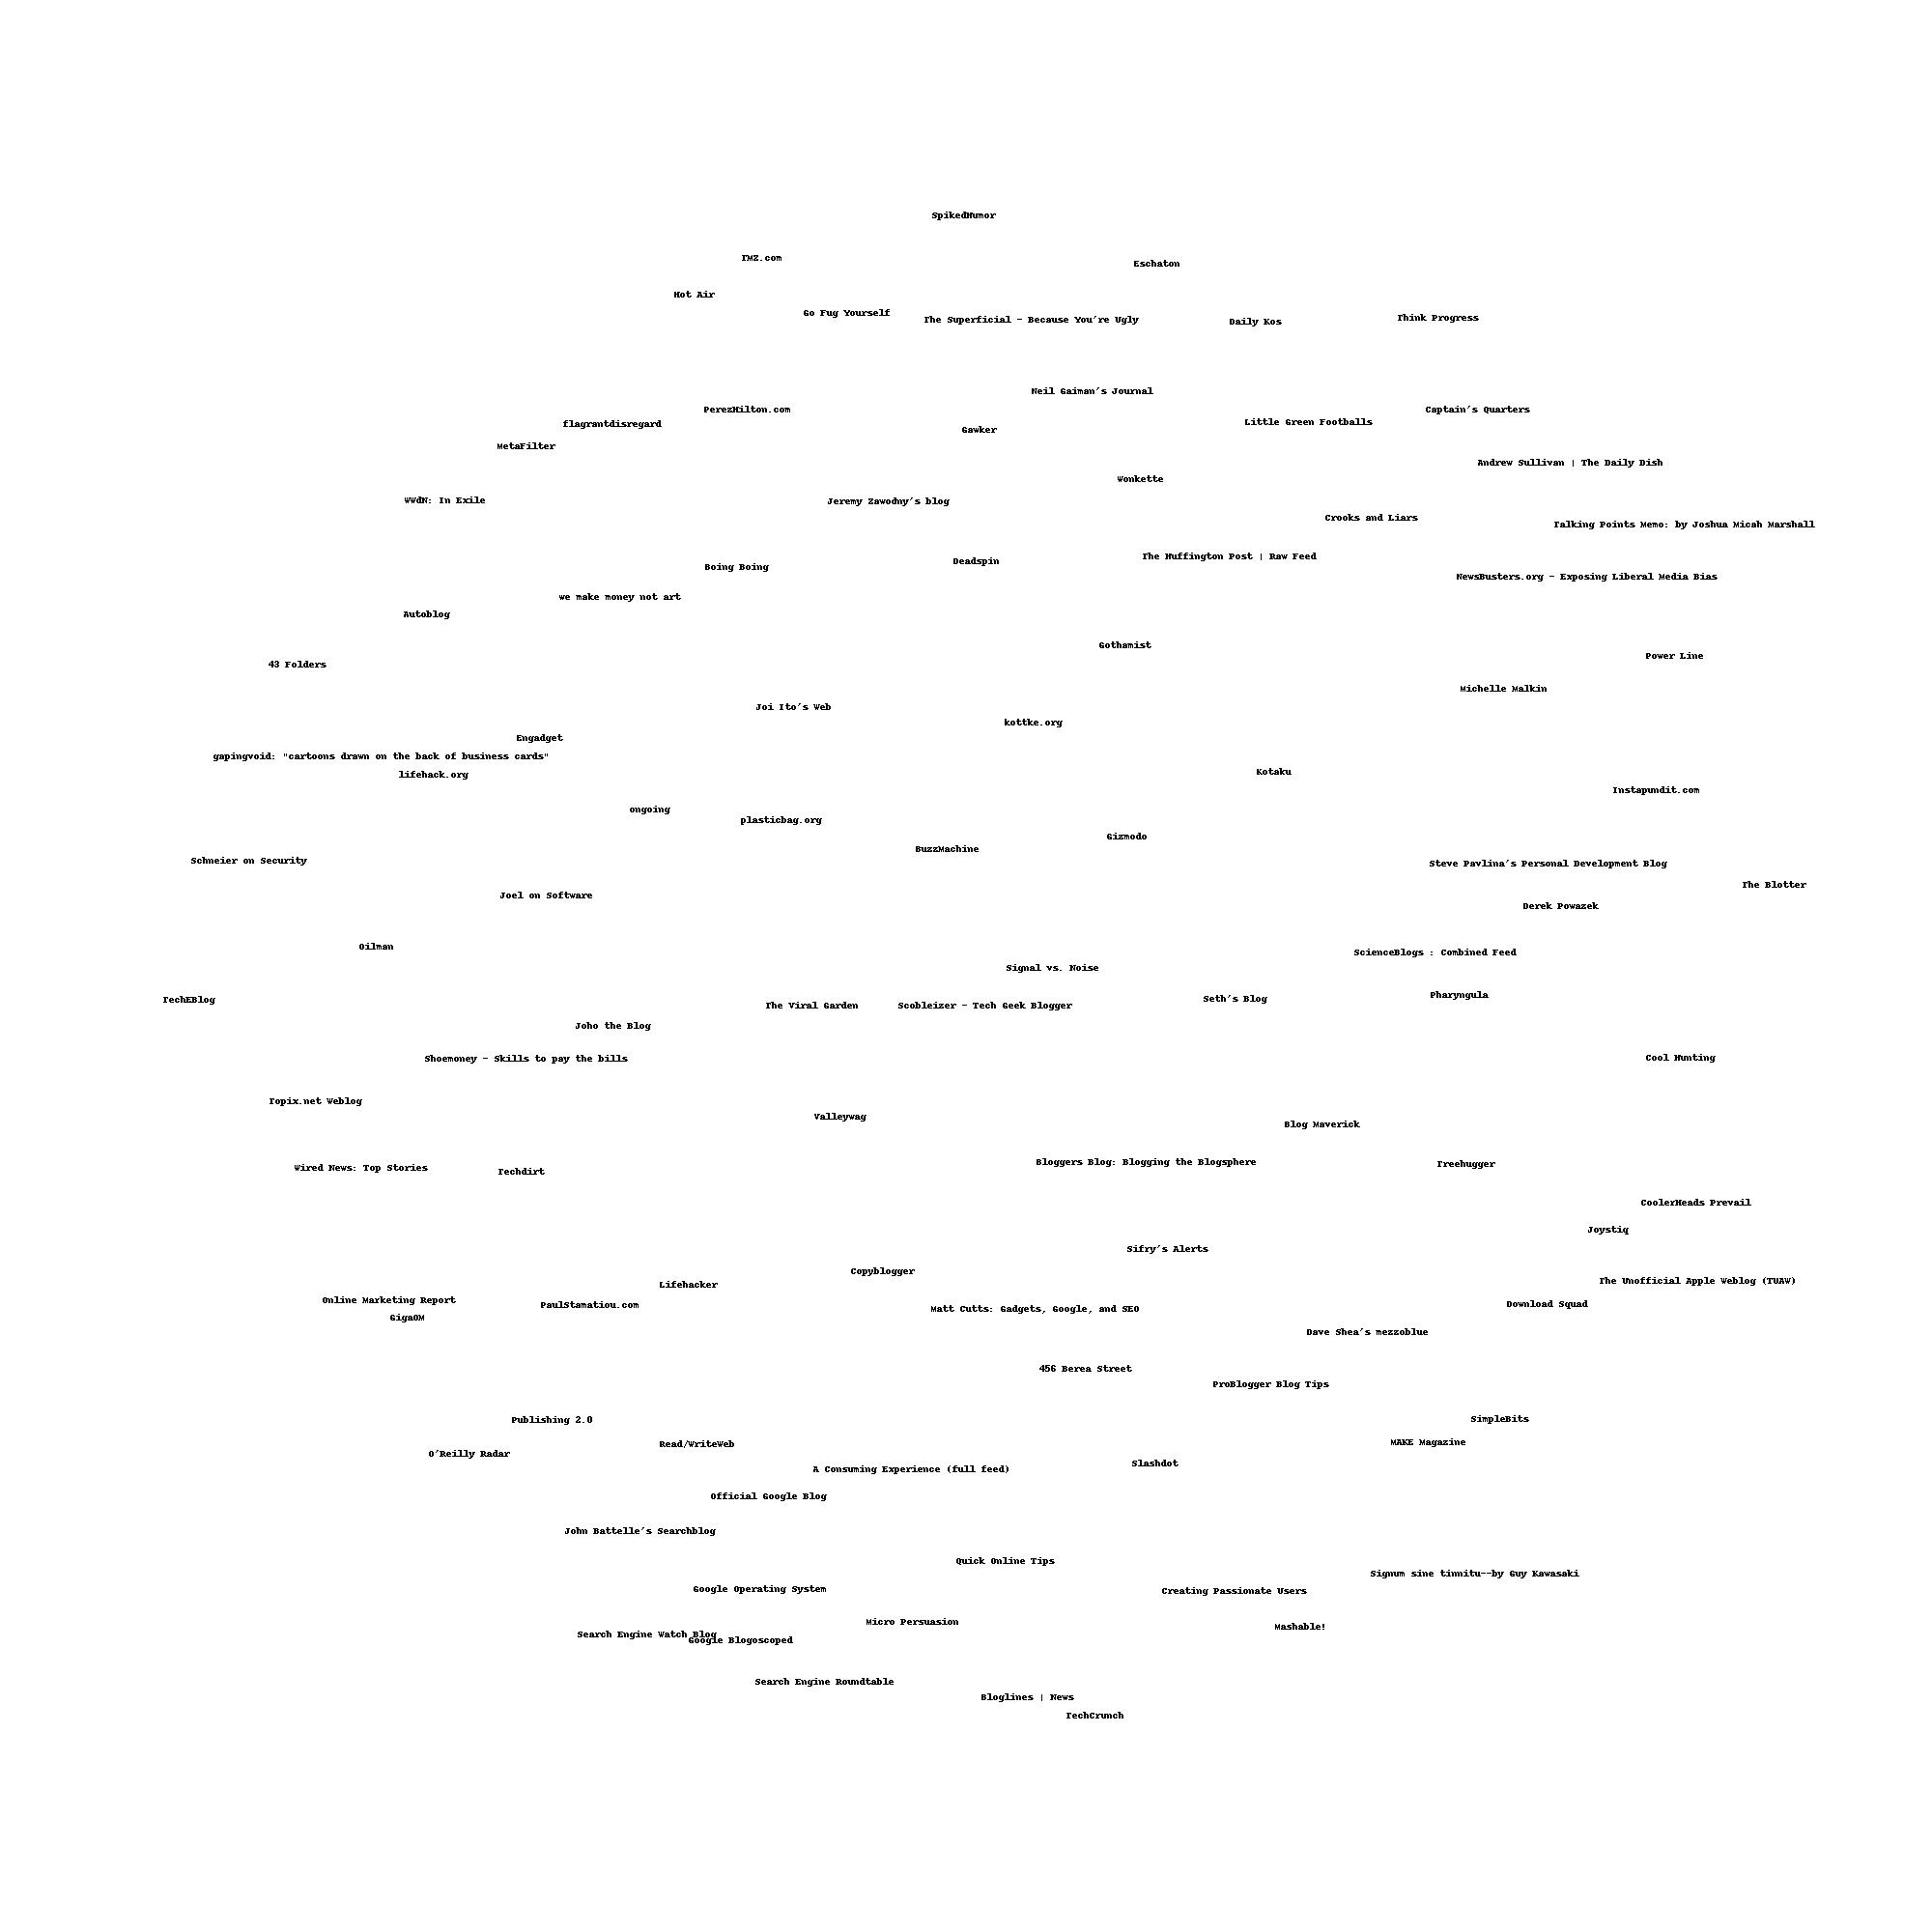 SpikedHumor
TMZ.com
Eschaton
Hot Air
Go Fug Yourself
The Superficial - Because You're Ugly
Daily Kos
Think Progress
Neil Gaiman's Journal
PerezHilton.com
Captain's Quarters
flagrantdisregard
Little Green Footballs
Gawker
MetaFilter
Andrew Sullivan | The Daily Dish
Wonkette
WWdN: In Exile
Jeremy Zawodny's blog
Crooks and Liars
Talking Points Memo: by Joshua Micah Marshall
The Huffington Post | Raw Feed
Deadspin
Boing Boing
NewsBusters.org - Exposing Liberal Media Bias
we make money not art
Autoblog
Gothamist
Power Line
43 Folders
Michelle Malkin
Joi Ito's Web
kottke.org
Engadget
gapingvoid: "cartoons drawn on the back of business cards"
Kotaku
lifehack.org
Instapundit.com
ongoing
plasticbag.org
Gizmodo
BuzzMachine
Schneier on Security
Steve Pavlina's Personal Development Blog
The Blotter
Joel on Software
Derek Powazek
Oilman
ScienceBlogs : Combined Feed
Signal vs. Noise
Pharyngula
Seth's Blog
TechEBlog
The Viral Garden
Scobleizer - Tech Geek Blogger
Joho the Blog
Cool Hunting
Shoemoney - Skills to pay the bills
Topix.net Weblog
Valleywag
Blog Maverick
Bloggers Blog: Blogging the Blogsphere
Treehugger
Wired News: Top Stories
Techdirt
CoolerHeads Prevail
Joystiq
Sifry's Alerts
Copyblogger
The Unofficial Apple Weblog (TUAW)
Lifehacker
Online Marketing Report
Download Squad
PaulStamatiou.com
Matt Cutts: Gadgets, Google, and SEO
GigaOM
Dave Shea's mezzoblue
456 Berea Street
ProBlogger Blog Tips
SimpleBits
Publishing 2.0
MAKE Magazine
Read/WriteWeb
O'Reilly Radar
Slashdot
A Consuming Experience (full feed)
Official Google Blog
John Battelle's Searchblog
Quick Online Tips
Signum sine tinnitu--by Guy Kawasaki
Google Operating System
Creating Passionate Users
Micro Persuasion
Mashable!
Search Engine Watch Blog
Google Blogoscoped
Search Engine Roundtable
Bloglines | News
TechCrunch